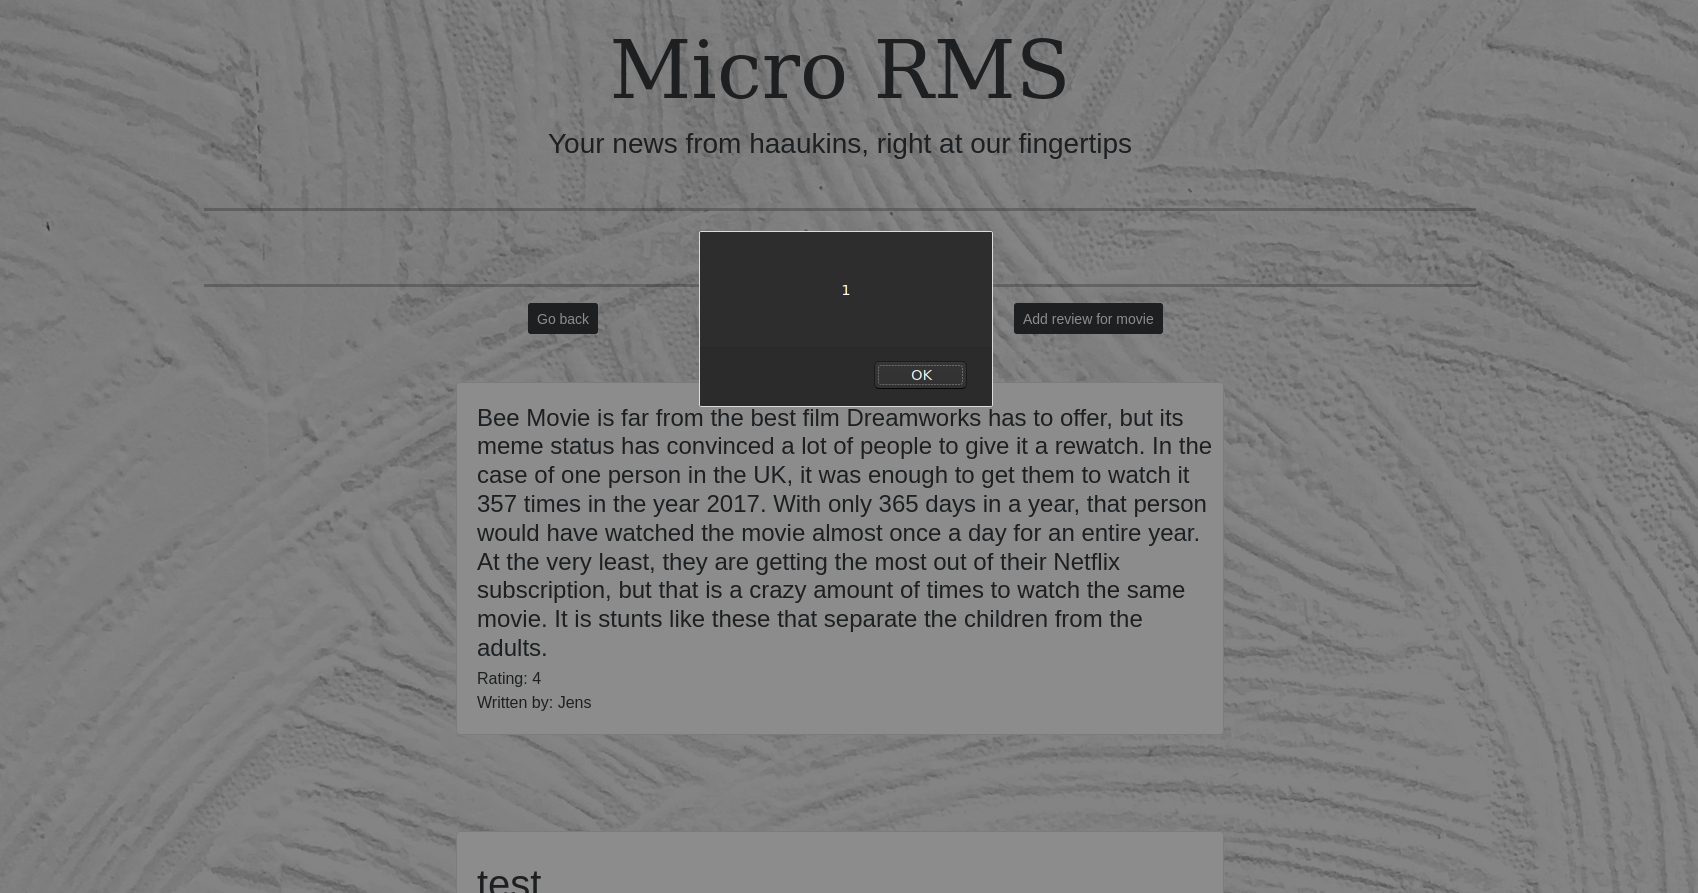 Micro RMS
Your news from haaukins, right at our fingertips
1
Go back
Add review for movie
OK
Bee Movie is far from the best film Dreamworks has to offer, but its
meme status has convinced a lot of people to give it a rewatch. In the
case of one person in the UK, it was enough to get them to watch it
357 times in the year 2017. With only 365 days in a year, that person
would have watched the movie almost once a day for an entire year.
At the very least, they are getting the most out of their Netflix
subscription, but that is a crazy amount of times to watch the same
movie. It is stunts like these that separate the children from the
adults.
Rating: 4
Written by: Jens
test